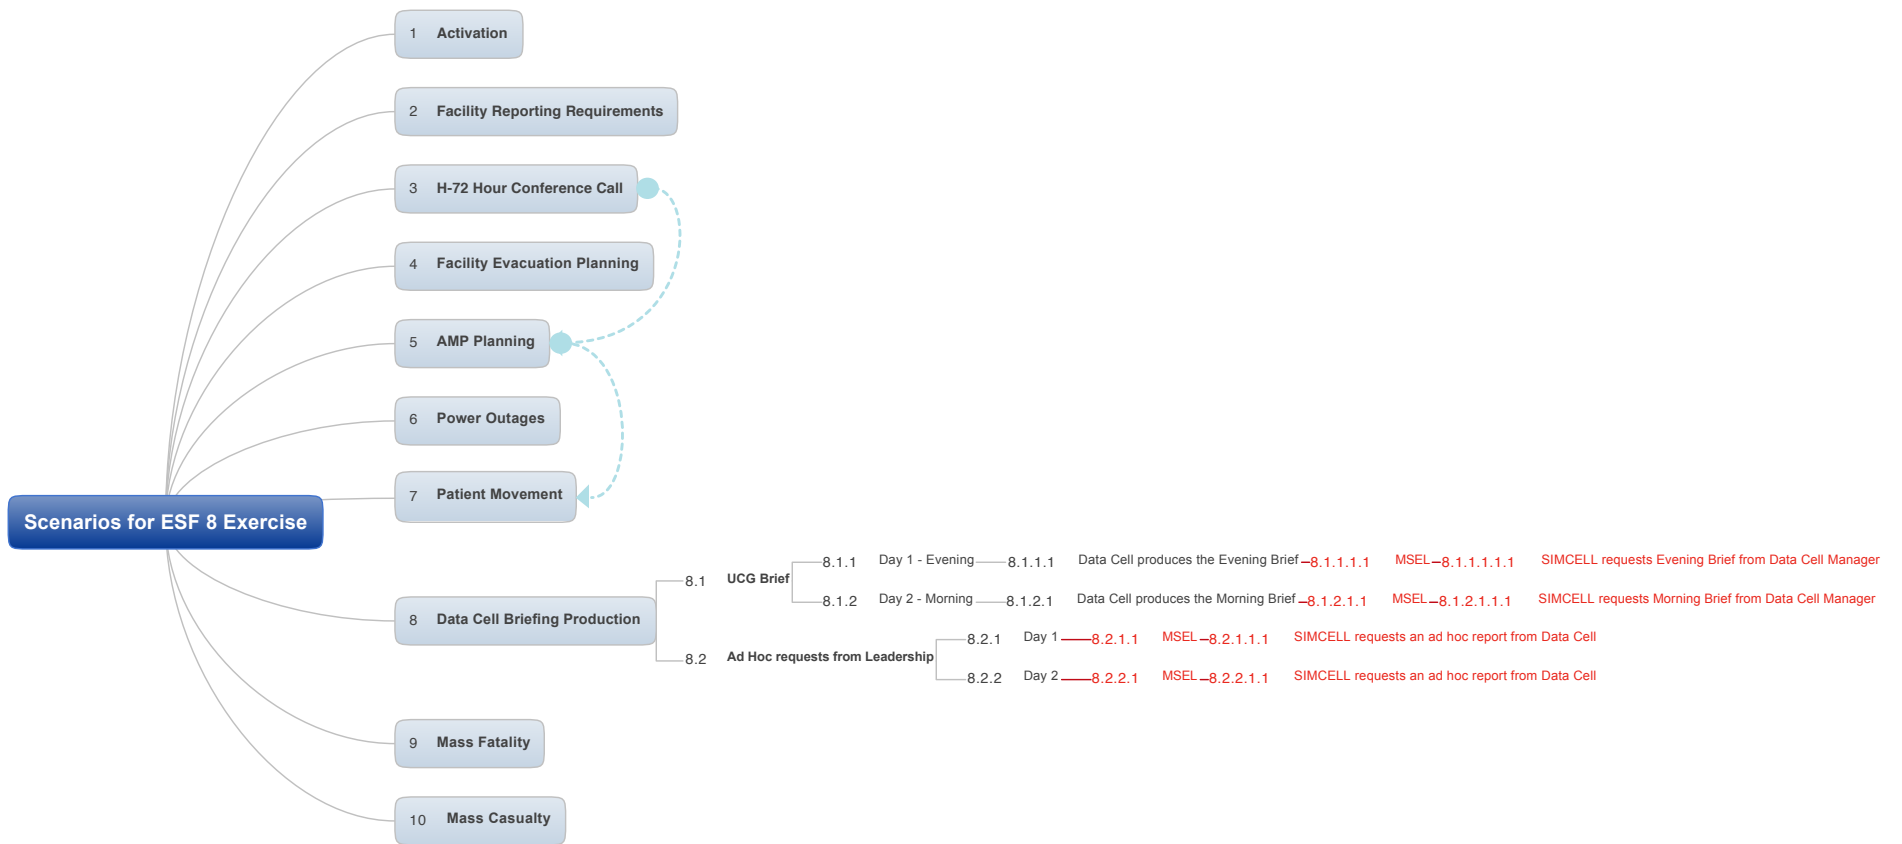 1 Activation
2 Facility Reporting Requirements
3 H-72 Hour Conference Call
4 Facility Evacuation Planning
5 AMP Planning
6 Power Outages
7 Patient Movement
Scenarios for ESF 8 Exercise
8 Data Cell Briefing Production
8.1 UCG Brief
8.1.1 Day 1 - Evening 8.1.1.1 Data Cell produces the Evening Brief 8.1.1.1.1 MSEL 8.1.1.1.1.1 SIMCELL requests Evening Brief from Data Cell Manager
8.1.2 Day 2 - Morning 8.1.2.1 Data Cell produces the Morning Brief 8.1.2.1.1 MSEL 8.1.2.1.1.1 SIMCELL requests Morning Brief from Data Cell Manager
8.2 Ad Hoc requests from Leadership
8.2.1 Day 1 8.2.1.1 MSEL 8.2.1.1.1 SIMCELL requests an ad hoc report from Data Cell
8.2.2 Day 2 8.2.2.1 MSEL 8.2.2.1.1 SIMCELL requests an ad hoc report from Data Cell
9 Mass Fatality
10 Mass Casualty